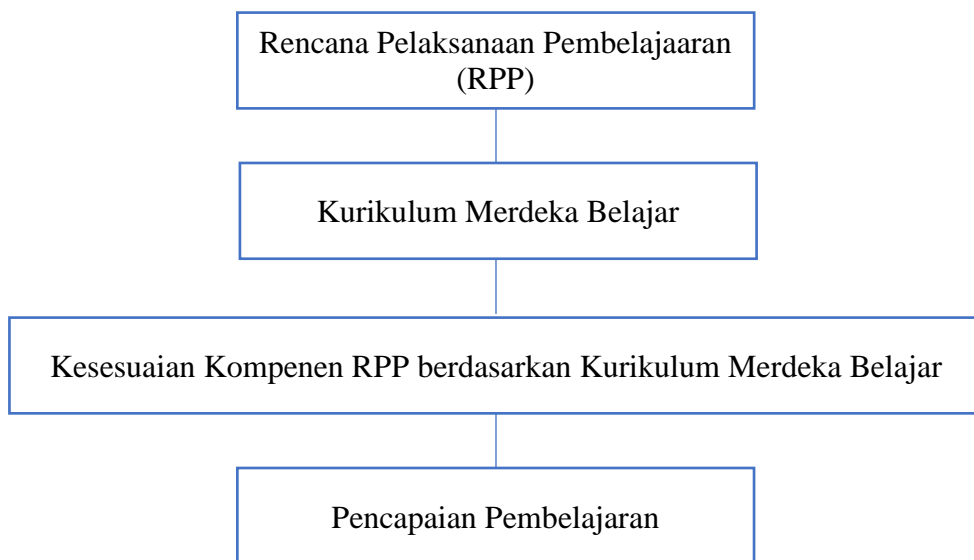 Rencana Pelaksanaan Pembelajaaran
(RPP)
Kurikulum Merdeka Belajar
Kesesuaian Kompenen RPP berdasarkan Kurikulum Merdeka Belajar
Pencapaian Pembelajaran